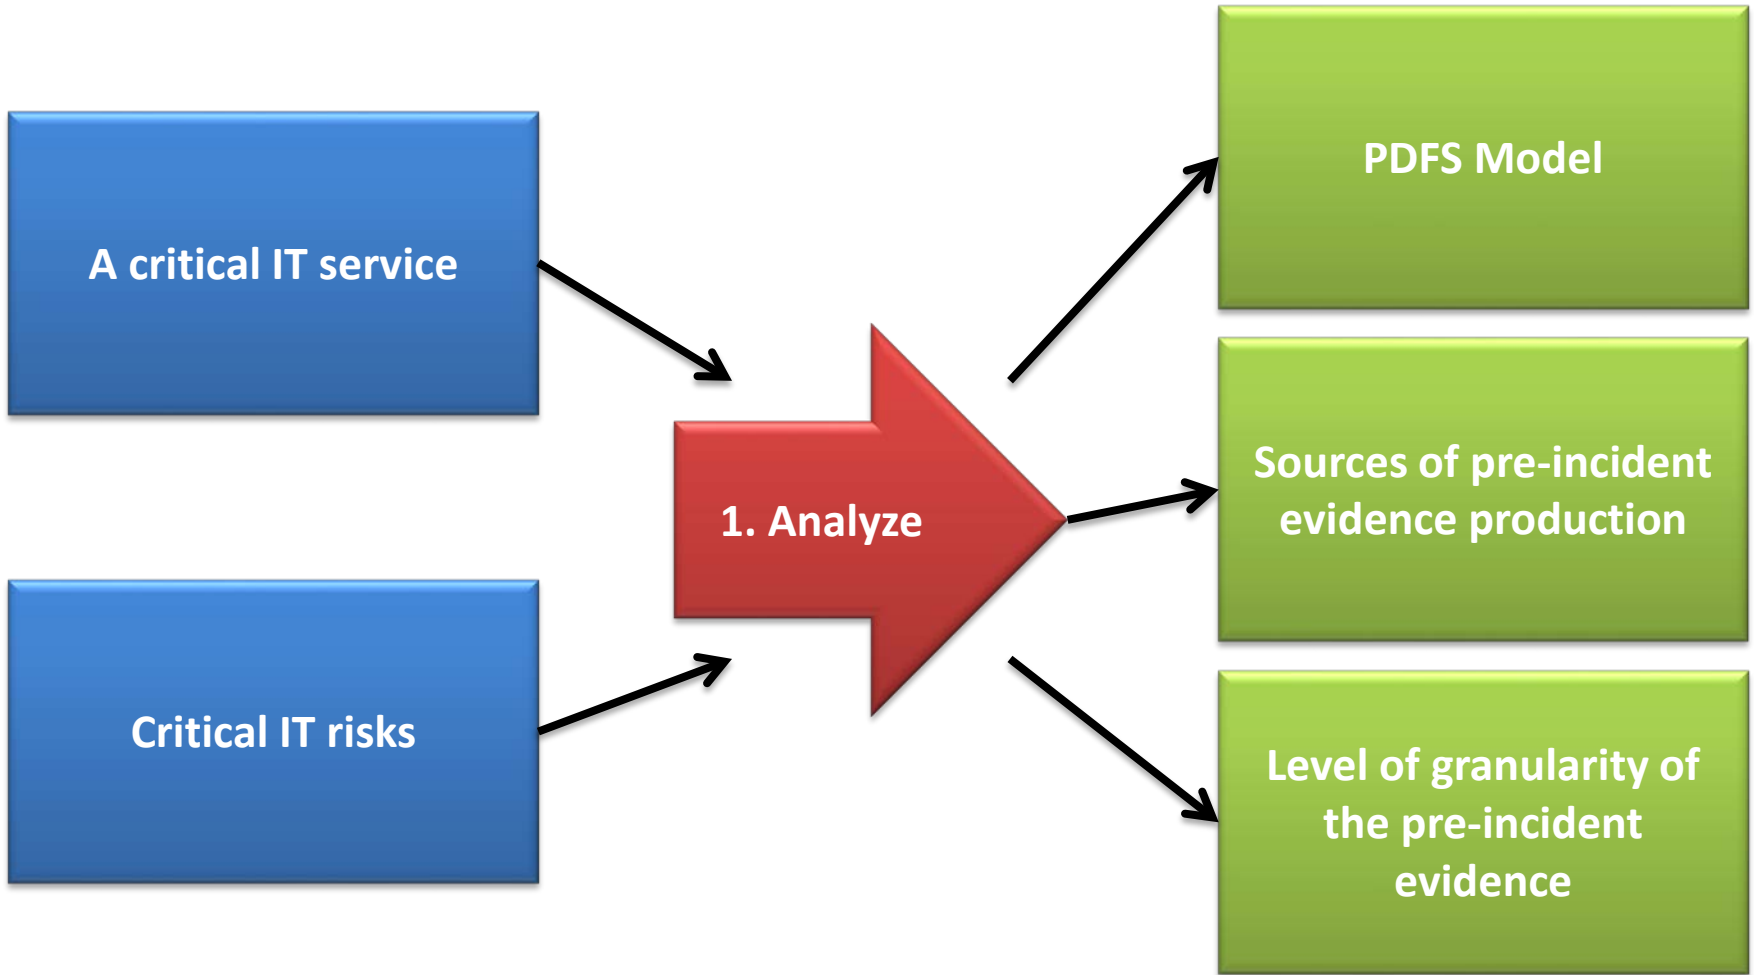 A critical IT service
Critical IT risks
1. Analyze
PDFS Model
Sources of pre-incident
evidence production
Level of granularity of
the pre-incident
evidence